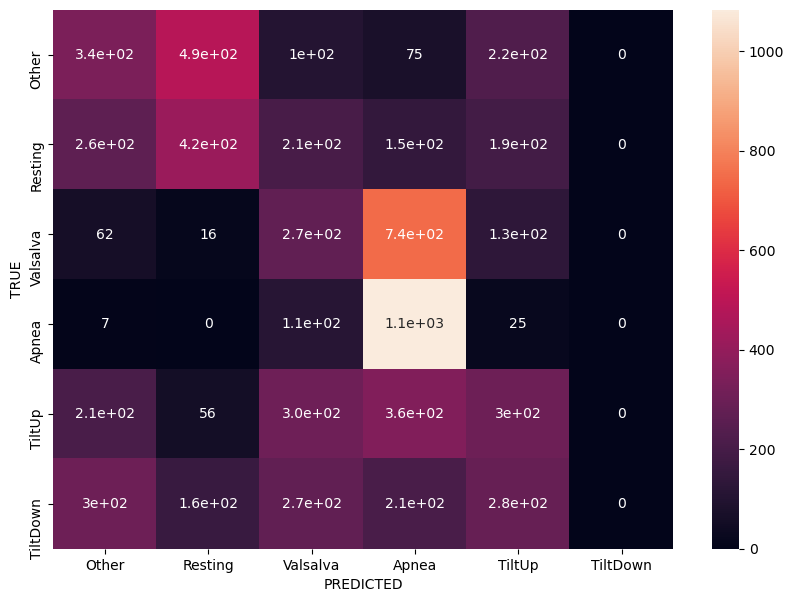 Other 3.4e+02 4.9e+02 1e+02 75 2.2e+02 0
Resting 2.6e+02 4.2e+02 2.1e+02 1.5e+02 1.9e+02 0
Valsalva 62 16 2.7e+02 7.4e+02 1.3e+02 0
Apnea 7 0 1.1e+02 1.1e+03 25 0
TiltUp 2.1e+02 56 3.0e+02 3.6e+02 3e+02 0
TiltDown 3e+02 1.6e+02 2.7e+02 2.1e+02 2.8e+02 0
TRUE
Other Resting Valsalva Apnea TiltUp TiltDown
PREDICTED
1000
800
600
400
200
0